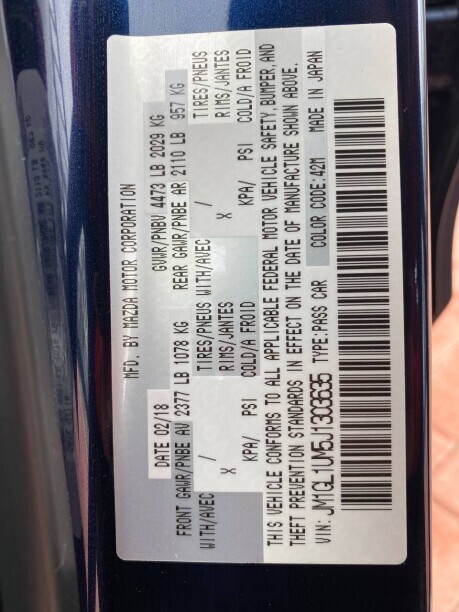 MFD. BY MAZDA MOTOR CORPORATION
DATE 02/18 GVWR/PNBV 4473 LB 2029 KG
FRONT GAWR/PNBE AV 2377 LB 1078 KG REAR GAWR/PNBE AR 2110 LB 957 KG
WITH/AVEC / TIRES/PNEUS WITH/AVEC / TIRES/PNEUS
X RIMS/JANTES X RIMS/JANTES
KPA/ PSI COLD/A FROID KPA/ PSI COLD/A FROID
THIS VEHICLE CONFORMS TO ALL APPLICABLE FEDERAL MOTOR VEHICLE SAFETY, BUMPER, AND
THEFT PREVENTION STANDARDS IN EFFECT ON THE DATE OF MANUFACTURE SHOWN ABOVE.
VIN: JM1GL1UM5J1303635 TYPE: PASS CAR COLOR CODE: 42M MADE IN JAPAN